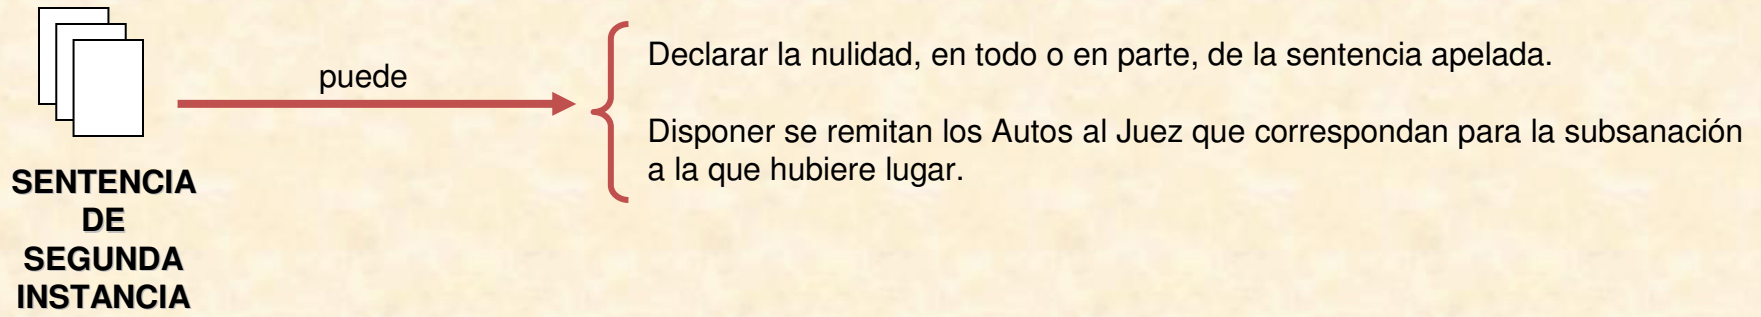 puede
Declarar la nulidad, en todo o en parte, de la sentencia apelada.
Disponer se remitan los Autos al Juez que correspondan para la subsanación
a la que hubiere lugar.
SENTENCIA
DE
SEGUNDA
INSTANCIA